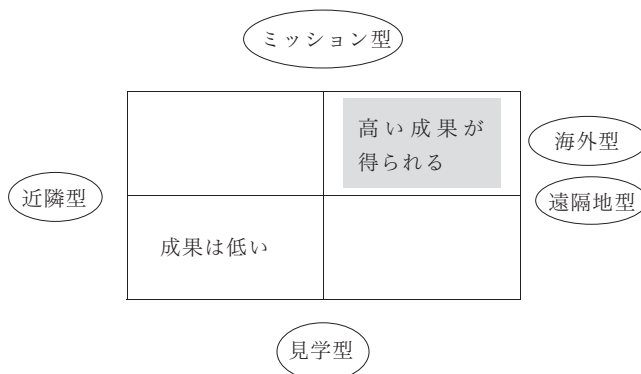 ミッション型
高い成果が
得られる
海外型
近隣型
遠隔地型
成果は低い
見学型